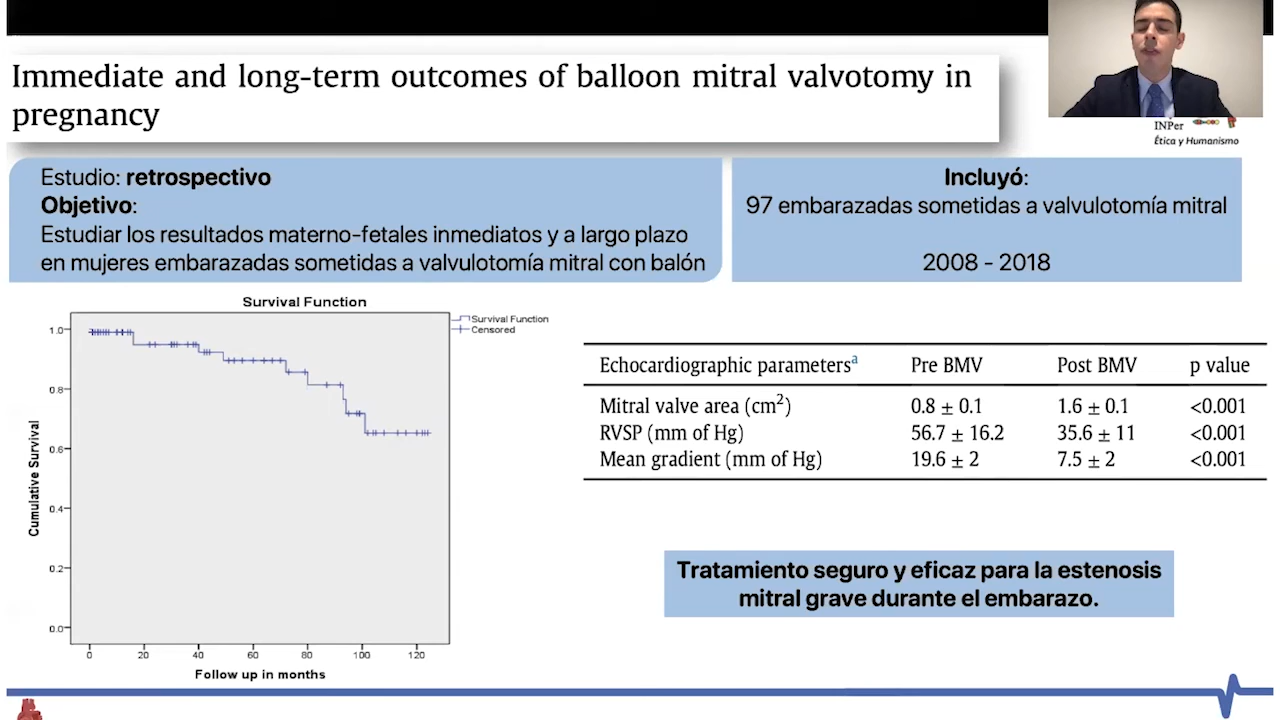 Immediate and long-term outcomes of balloon mitral valvotomy in
pregnancy
INPer
Ética y Humanismo
Estudio: retrospectivo
Objetivo:
Estudiar los resultados materno-fetales inmediatos y a largo plazo
en mujeres embarazadas sometidas a valvulotomía mitral con balón
Incluyó:
97 embarazadas sometidas a valvulotomía mitral
2008 - 2018
Survival Function
Survival Function
Censored
1.0
0.8
0.6
0.4
0.2
0.0
Cumulative Survival
0 20 40 60 80 100 120
Follow up in months
Echocardiographic parametersa Pre BMV Post BMV p value
Mitral valve area (cm2) 0.8 ± 0.1 1.6 ± 0.1 <0.001
RVSP (mm of Hg) 56.7 ± 16.2 35.6 ± 11 <0.001
Mean gradient (mm of Hg) 19.6 ± 2 7.5 ± 2 <0.001
Tratamiento seguro y eficaz para la estenosis
mitral grave durante el embarazo.